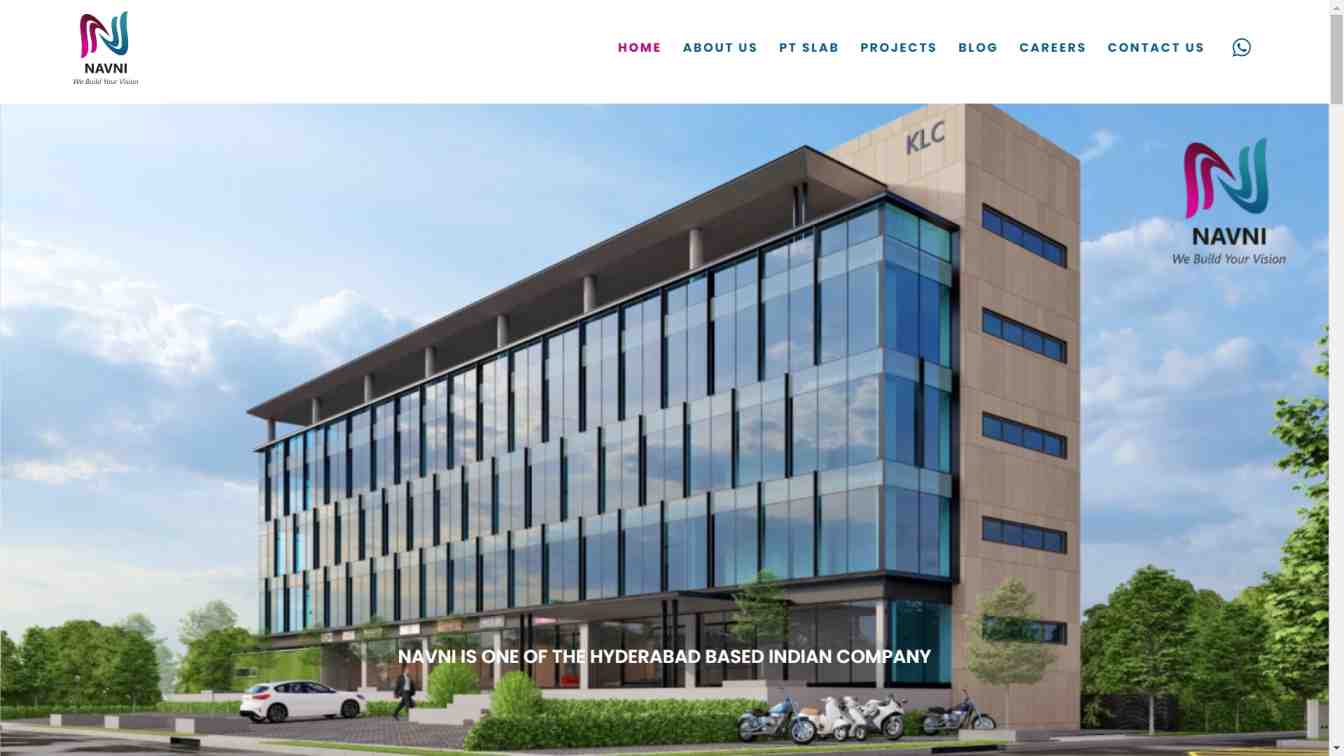 NAVNI
We Build Your Vision
HOME ABOUT US PT SLAB PROJECTS BLOG CAREERS CONTACT US
KLC
NAVNI
We Build Your Vision
NAVNI IS ONE OF THE HYDERABAD BASED INDIAN COMPANY